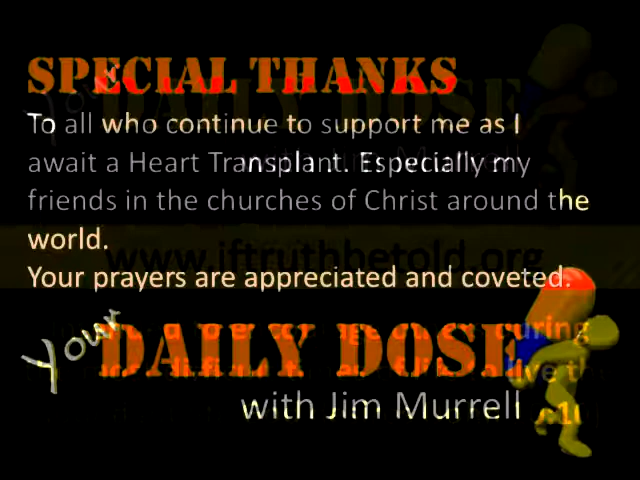 SPECIAL THANKS
To all who continue to support me as I
await a Heart Transplant. Especially my
friends in the churches of Christ around the
world.
www.iftruthbetold.org
Your prayers are appreciated and coveted.
Your
DAILY DOSE
with Jim Murrell